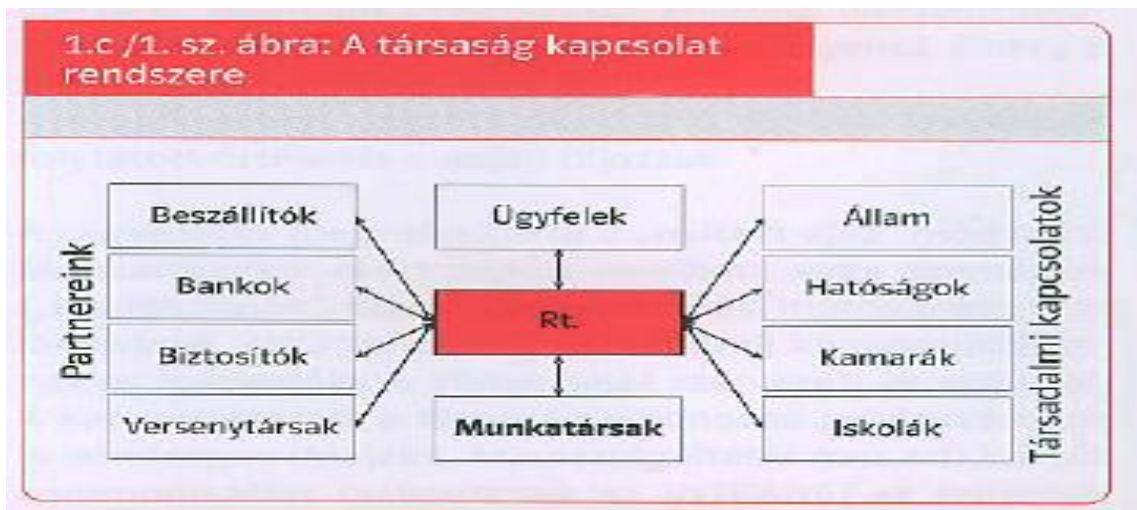 1.c /1. sz. ábra: A társaság kapcsolat
rendszere
Partnereink
Beszállítók
Bankok
Biztosítók
Versenytársak
Ügyfelek
Rt.
Munkatársak
Állam
Hatóságok
Kamarák
Iskolák
Társadalmi kapcsolatok